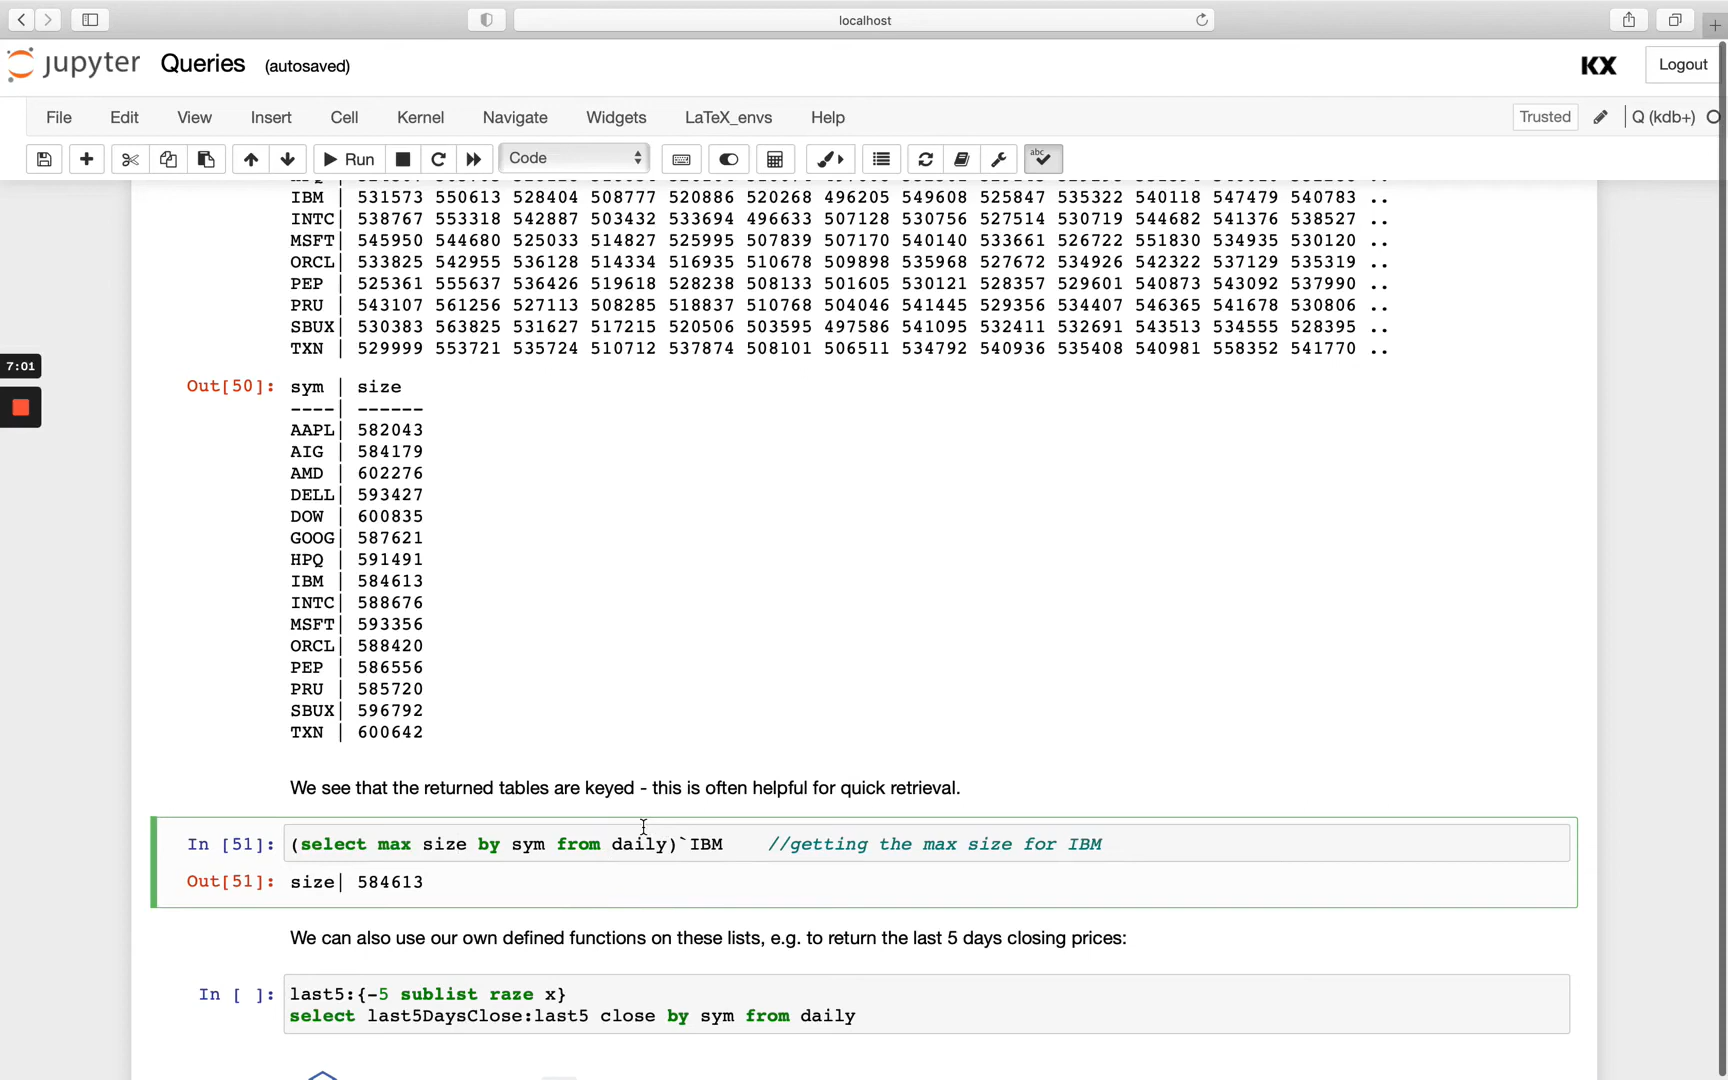 localhost
jupyter Queries (autosaved) KX Logout
File Edit View Insert Cell Kernel Navigate Widgets LaTeX_envs Help Trusted Q (kdb+)
Run Code abc
IBM | 531573 550613 528404 508777 520886 520268 496205 549608 525847 535322 540118 547479 540783 ..
INTC| 538767 553318 542887 503432 533694 496633 507128 530756 527514 530719 544682 541376 538527 ..
MSFT| 545950 544680 525033 514827 525995 507839 507170 540140 533661 526722 551830 534935 530120 ..
ORCL| 533825 542955 536128 514334 516935 510678 509898 535968 527672 534926 542322 537129 535319 ..
PEP | 525361 555637 536426 519618 528238 508133 501605 530121 528357 529601 540873 543092 537990 ..
PRU | 543107 561256 527113 508285 518837 510768 504046 541445 529356 534407 546365 541678 530806 ..
SBUX| 530383 563825 531627 517215 520506 503595 497586 541095 532411 532691 543513 534555 528395 ..
TXN | 529999 553721 535724 510712 537874 508101 506511 534792 540936 535408 540981 558352 541770 ..
7:01
Out[50]: sym | size
----| ------
AAPL| 582043
AIG | 584179
AMD | 602276
DELL| 593427
DOW | 600835
GOOG| 587621
HPQ | 591491
IBM | 584613
INTC| 588676
MSFT| 593356
ORCL| 588420
PEP | 586556
PRU | 585720
SBUX| 596792
TXN | 600642
We see that the returned tables are keyed - this is often helpful for quick retrieval.
In [51]: (select max size by sym from daily)`IBM //getting the max size for IBM
Out[51]: size| 584613
We can also use our own defined functions on these lists, e.g. to return the last 5 days closing prices:
In [ ]: last5:{-5 sublist raze x}
select last5DaysClose:last5 close by sym from daily